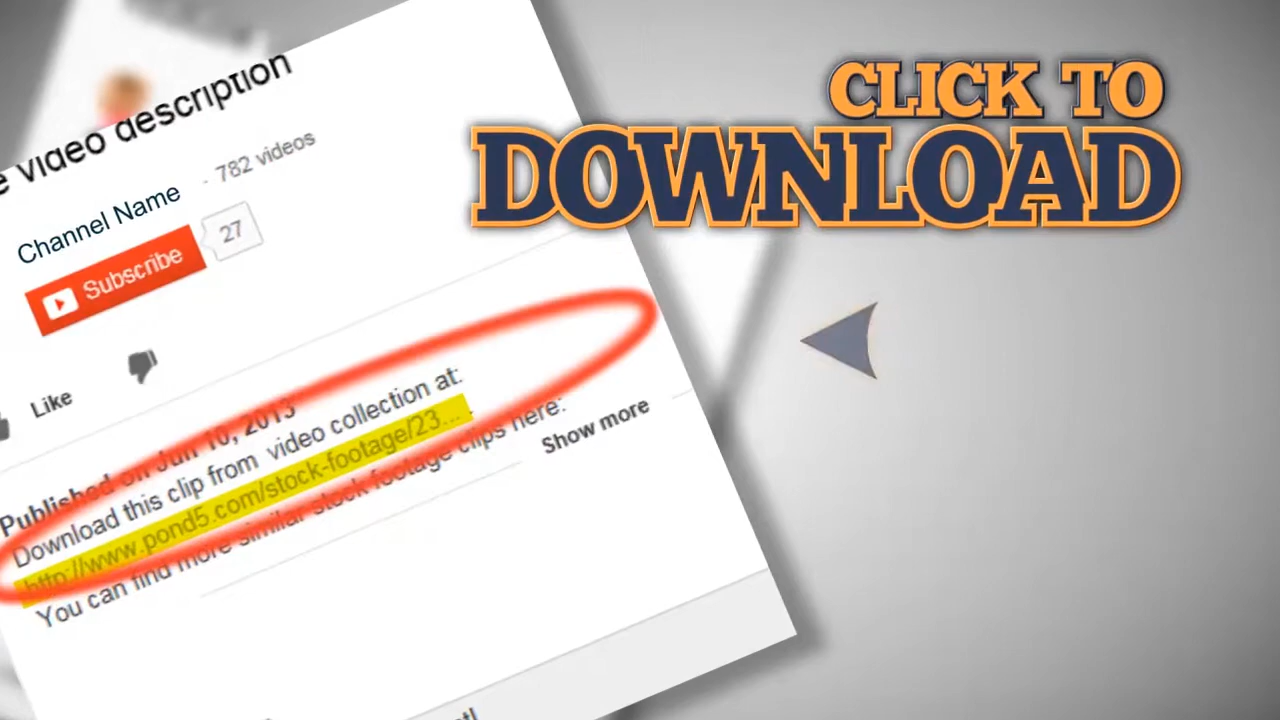 CLICK TO
DOWNLOAD
e video description
Channel Name
- 782 videos
Subscribe
27
Like
Published on Jun 10, 2013
Download this clip from video collection at:
http://www.pond5.com/stock-footage/23...
You can find more similar stock footage clips here:
Show more